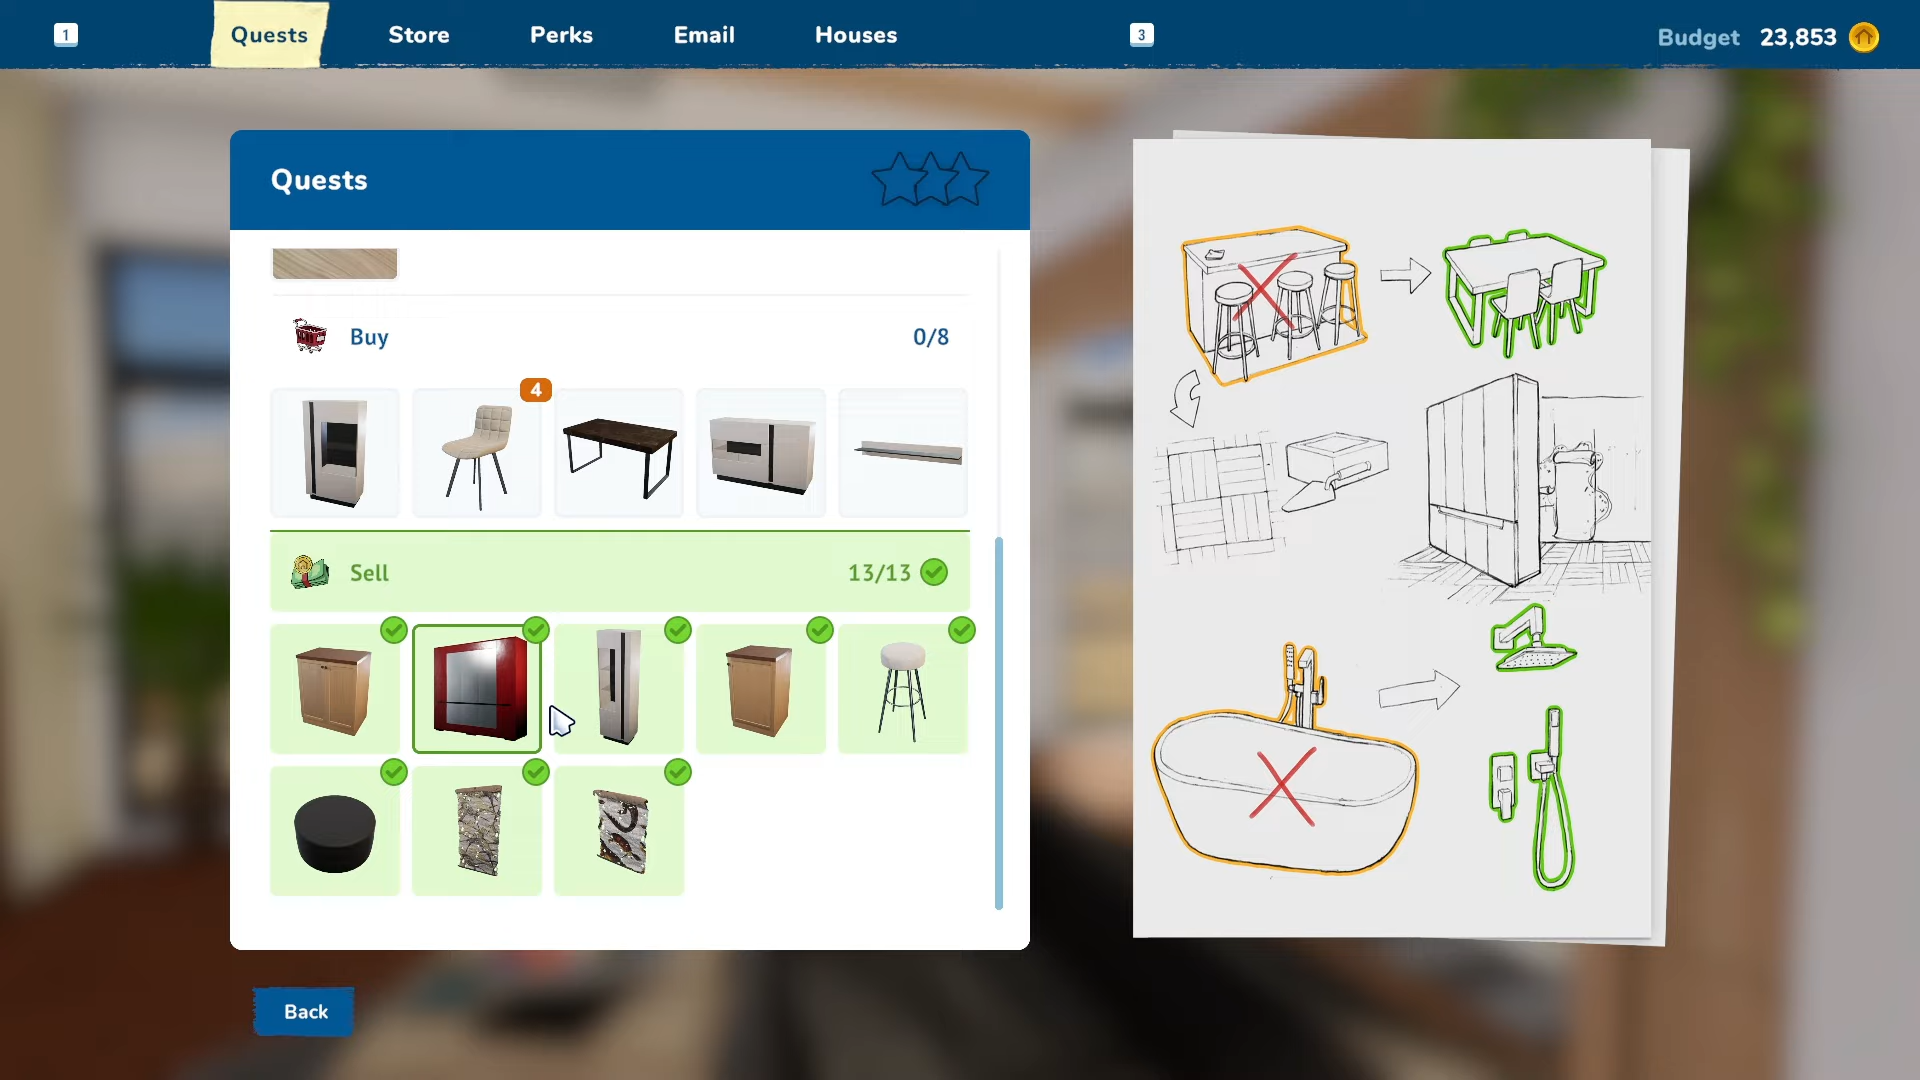 1 Quests Store Perks Email Houses 3 Budget 23,853
Quests
Buy 0/8
4
Sell 13/13
Back